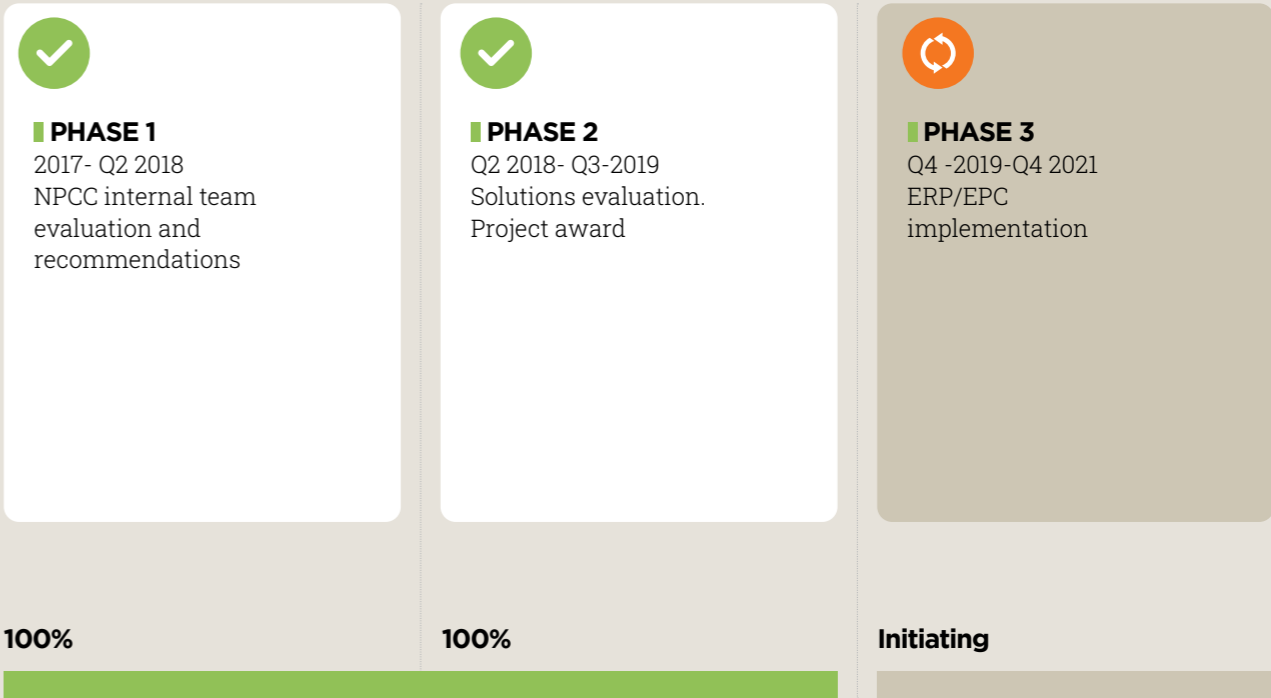 PHASE 1
2017- Q2 2018
NPCC internal team
evaluation and
recommendations
PHASE 2
Q2 2018- Q3-2019
Solutions evaluation.
Project award
PHASE 3
Q4 -2019-Q4 2021
ERP/EPC
implementation
100%
100%
Initiating